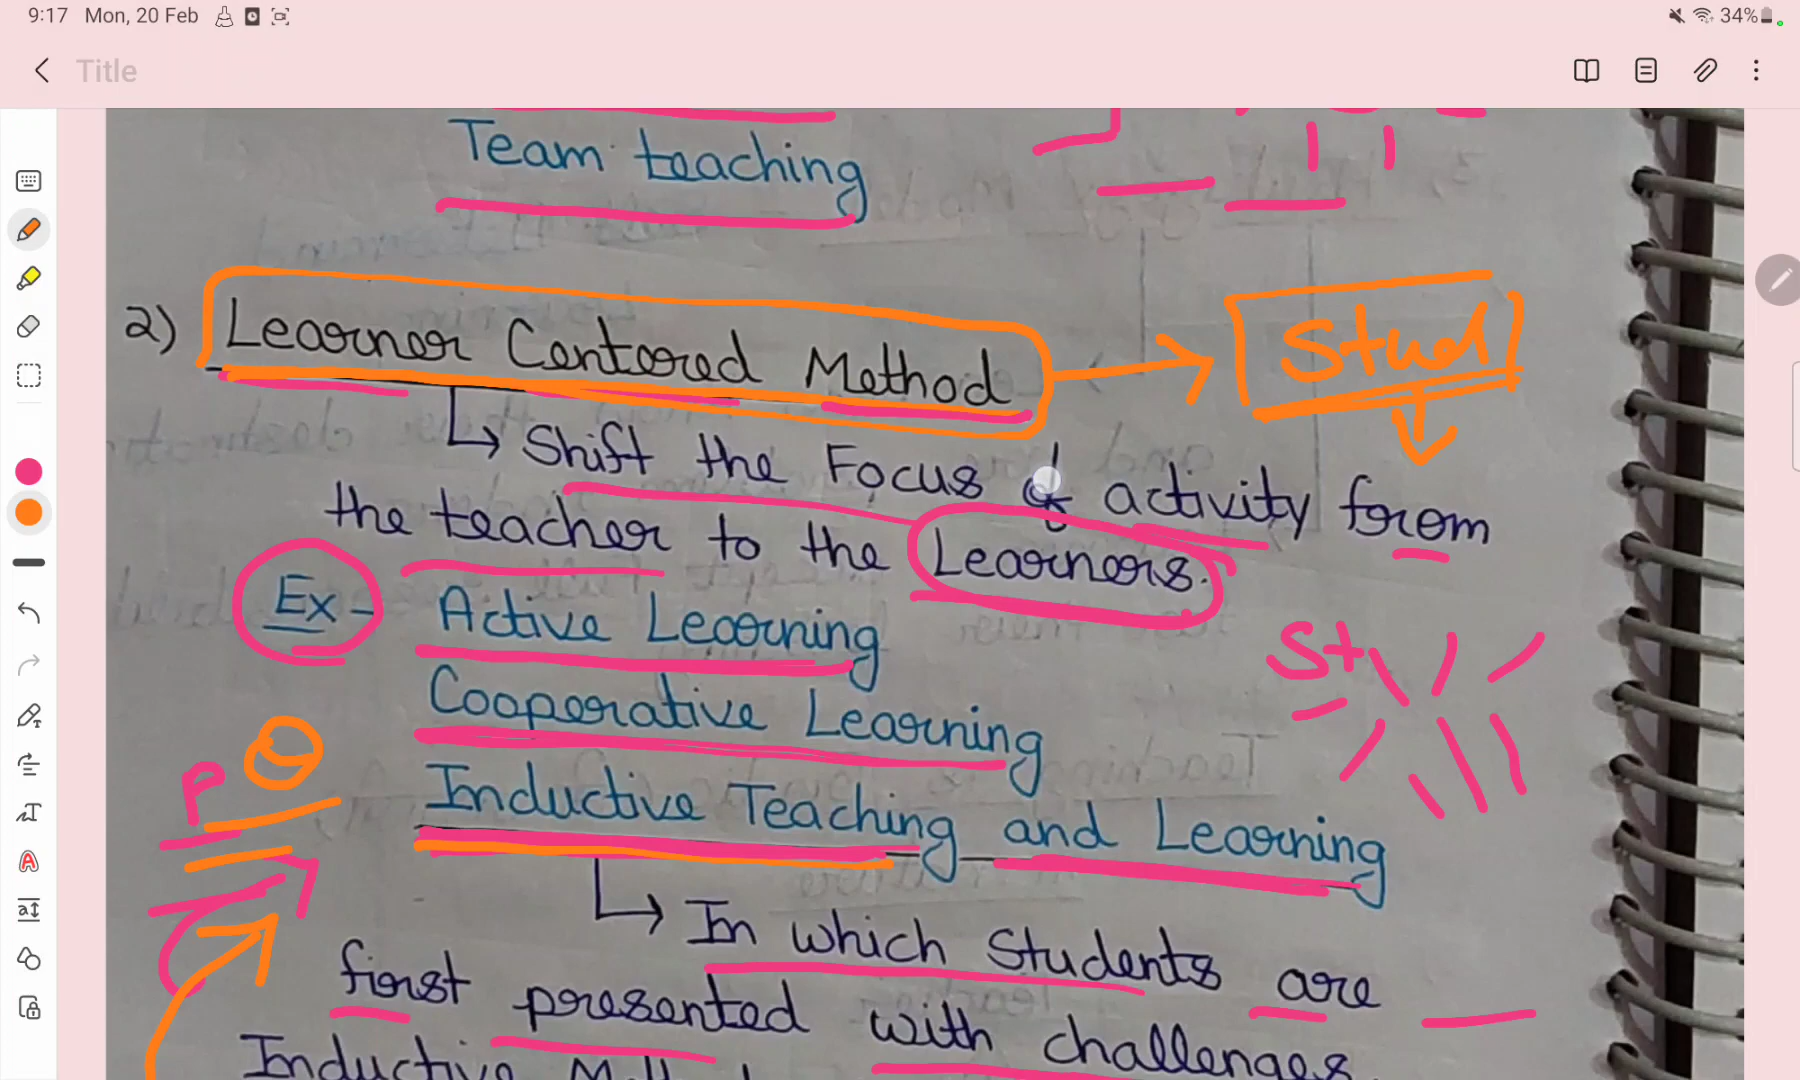 9:17 Mon, 20 Feb
34%
Title
Team teaching
2) Learner Centered Method → Stud
↳ Shift the Focus of activity from
the teacher to the Learners.
Ex - Active Learning
St
Cooperative Learning
P
Inductive Teaching and Learning
↳ In which Students are
first presented with challenges.
Inductive